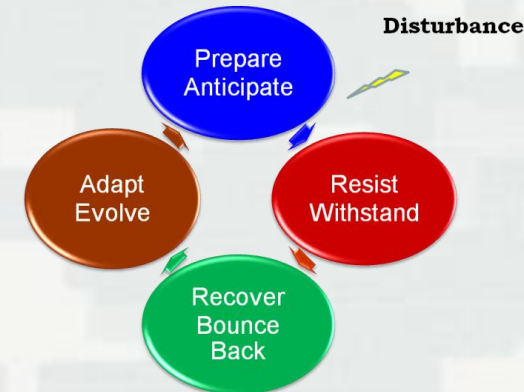 Disturbance
Prepare
Anticipate
Adapt
Evolve
Resist
Withstand
Recover
Bounce
Back